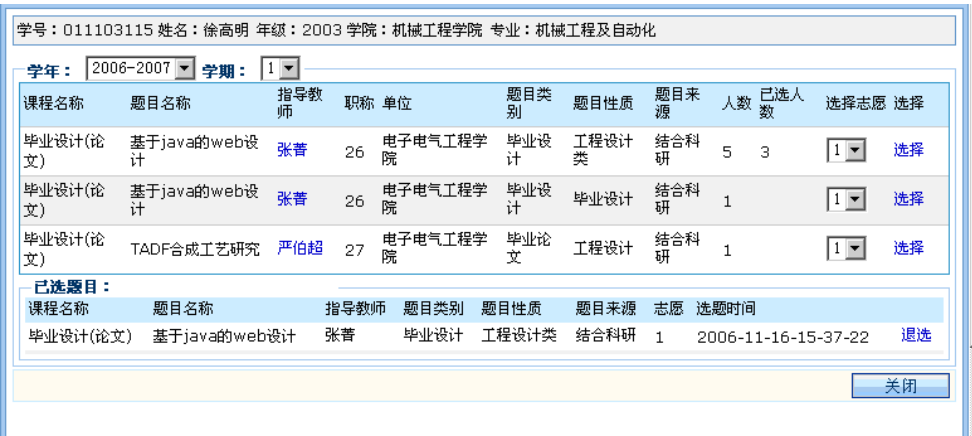 学号：011103115 姓名：徐高明 年级：2003 学院：机械工程学院 专业：机械工程及自动化
学年： 2006-2007 学期： 1
课程名称 题目名称 指导教师 职称 单位 题目类别 题目性质 题目来源 人数 已选人数 选择志愿 选择
毕业设计(论文) 基于java的web设计 张菁 26 电子电气工程学院 毕业设计 工程设计类 结合科研 5 3 1 选择
毕业设计(论文) 基于java的web设计 张菁 26 电子电气工程学院 毕业设计 毕业设计 结合科研 1 1 选择
毕业设计(论文) TADF合成工艺研究 严伯超 27 电子电气工程学院 毕业论文 工程设计 结合科研 1 1 选择
已选题目：
课程名称 题目名称 指导教师 题目类别 题目性质 题目来源 志愿 选题时间
毕业设计(论文) 基于java的web设计 张菁 毕业设计 工程设计类 结合科研 1 2006-11-16-15-37-22 退选
关闭